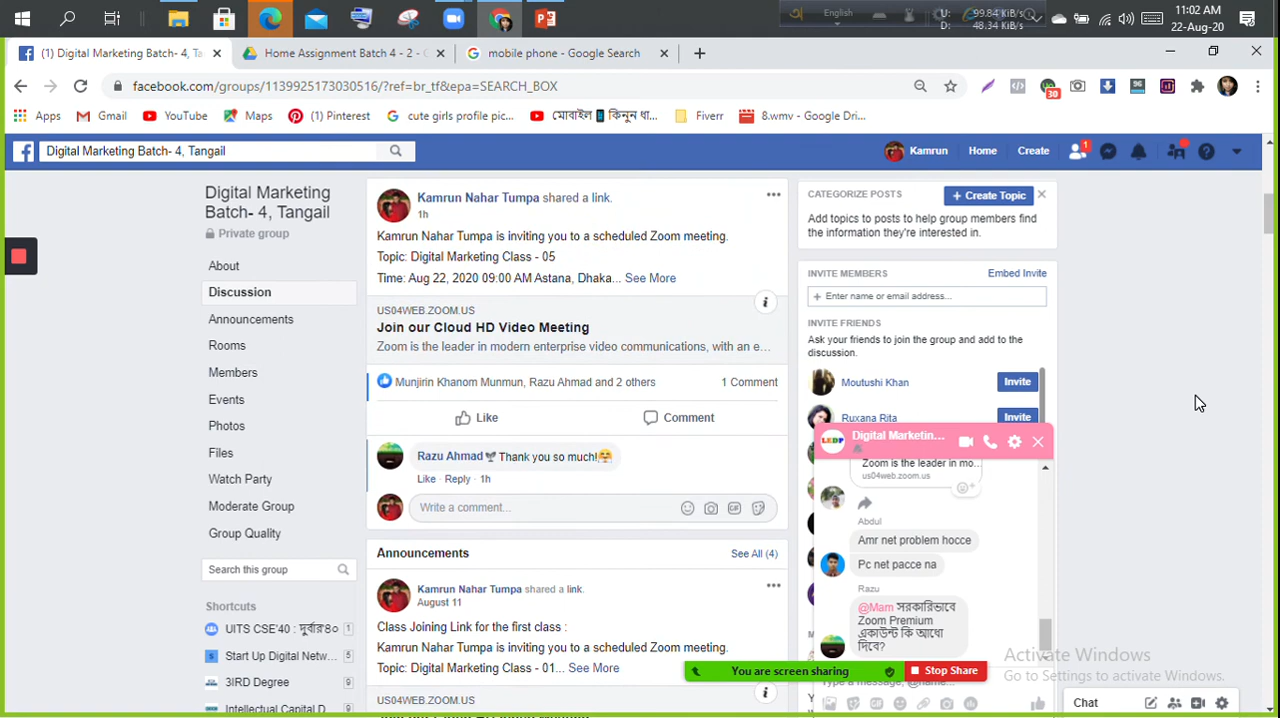 English
U: 99.84 KiB/s
D: 48.34 KiB/s
11:02 AM
22-Aug-20
(1) Digital Marketing Batch- 4, Ta
Home Assignment Batch 4 - 2 -
mobile phone - Google Search
facebook.com/groups/1139925173030516/?ref=br_tf&epa=SEARCH_BOX
30
Apps
Gmail
YouTube
Maps
(1) Pinterest
cute girls profile pic...
মোবাইল 📱 কিনুন ধা...
Fiverr
8.wmv - Google Dri...
Digital Marketing Batch- 4, Tangail
Kamrun
Home
Create
1
Digital Marketing
Batch- 4, Tangail
Private group
About
Discussion
Announcements
Rooms
Members
Events
Photos
Files
Watch Party
Moderate Group
Group Quality
Search this group
Shortcuts
UITS CSE'40 : দুর্বার'৪০ 1
Start Up Digital Netw... 5
3IRD Degree 9
Intellectual Capital D 9
Kamrun Nahar Tumpa shared a link.
1h
Kamrun Nahar Tumpa is inviting you to a scheduled Zoom meeting.
Topic: Digital Marketing Class - 05
Time: Aug 22, 2020 09:00 AM Astana, Dhaka... See More
US04WEB.ZOOM.US
Join our Cloud HD Video Meeting
Zoom is the leader in modern enterprise video communications, with an e...
Munjirin Khanom Munmun, Razu Ahmad and 2 others
1 Comment
Like
Comment
Razu Ahmad Thank you so much!🤗
Like · Reply · 1h
Write a comment...
Announcements
See All (4)
Kamrun Nahar Tumpa shared a link.
August 11
Class Joining Link for the first class :
Kamrun Nahar Tumpa is inviting you to a scheduled Zoom meeting.
Topic: Digital Marketing Class - 01... See More
US04WEB.ZOOM.US
CATEGORIZE POSTS
+ Create Topic
Add topics to posts to help group members find
the information they're interested in.
INVITE MEMBERS
Embed Invite
+ Enter name or email address...
INVITE FRIENDS
Ask your friends to join the group and add to the
discussion.
Moutushi Khan
Invite
Ruxana Rita
Invite
LEDP
Digital Marketin...
Zoom is the leader in mo...
us04web.zoom.us
Abdul
Amr net problem hocce
Pc net pacce na
Razu
@Mam সরকারিভাবে
Zoom Premium
একাউন্ট কি আধো
দিবে?
Type a message, @name...
You are screen sharing
Stop Share
Activate Windows
Go to Settings to activate Windows.
Chat